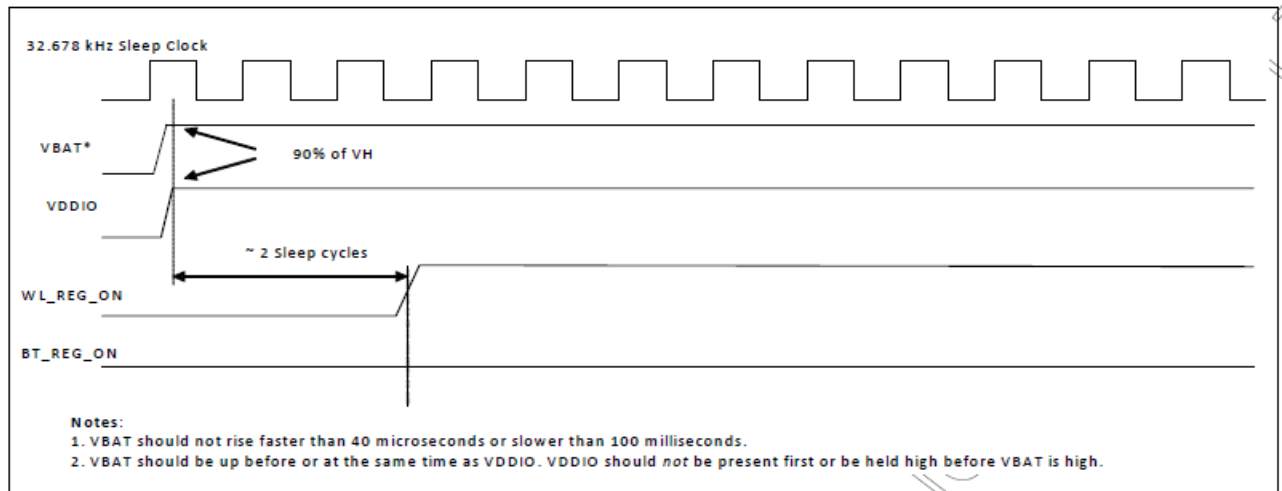 32.678 kHz Sleep Clock
VBAT*
90% of VH
VDDIO
~ 2 Sleep cycles
WL_REG_ON
BT_REG_ON
Notes:
1. VBAT should not rise faster than 40 microseconds or slower than 100 milliseconds.
2. VBAT should be up before or at the same time as VDDIO. VDDIO should not be present first or be held high before VBAT is high.